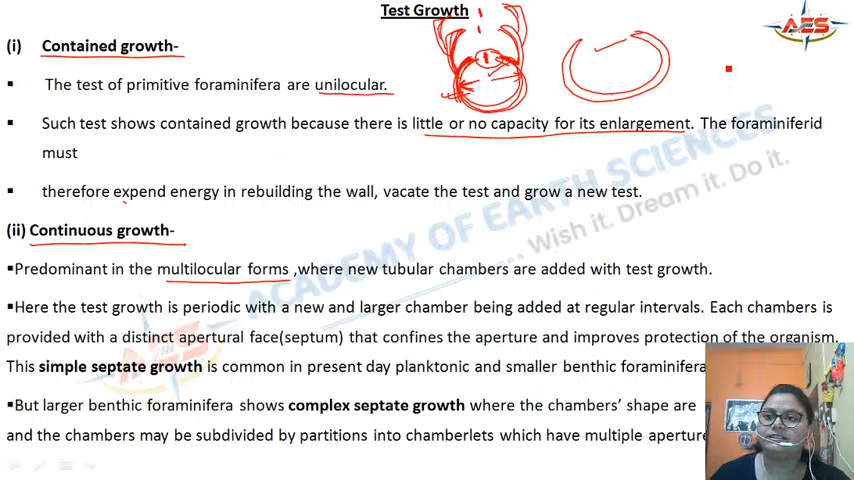 Test Growth
AES
(i) Contained growth-
▪ The test of primitive foraminifera are unilocular.
▪ Such test shows contained growth because there is little or no capacity for its enlargement. The foraminiferid
must
▪ therefore expend energy in rebuilding the wall, vacate the test and grow a new test.
(ii) Continuous growth-
▪Predominant in the multilocular forms ,where new tubular chambers are added with test growth.
▪Here the test growth is periodic with a new and larger chamber being added at regular intervals. Each chambers is
provided with a distinct apertural face(septum) that confines the aperture and improves protection of the organism.
This simple septate growth is common in present day planktonic and smaller benthic foraminifera
▪But larger benthic foraminifera shows complex septate growth where the chambers' shape are
and the chambers may be subdivided by partitions into chamberlets which have multiple aperture
ACADEMY OF EARTH SCIENCES
... Wish it. Dream it. Do it.
AES